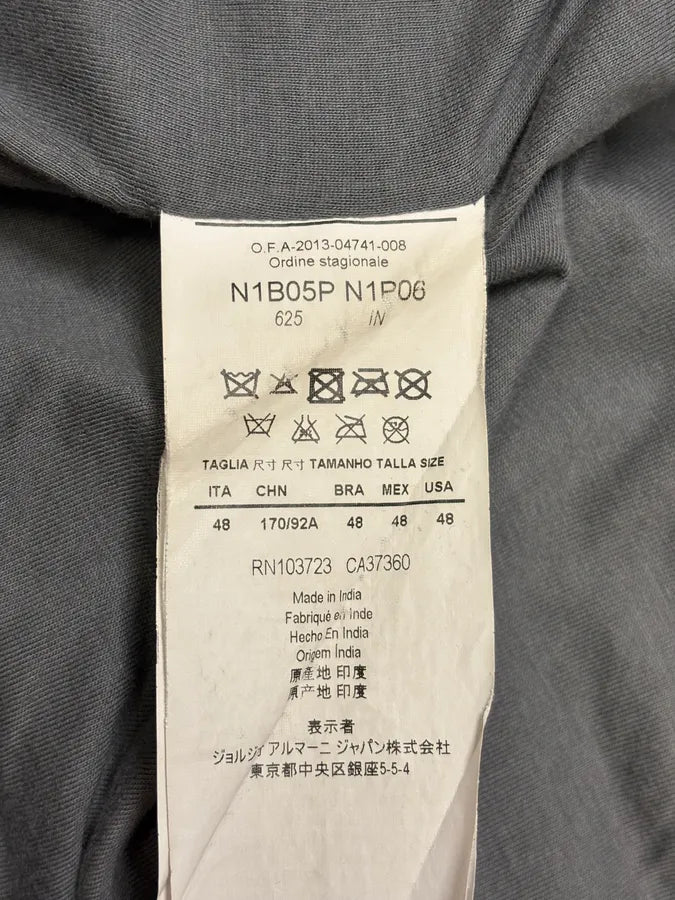 O.F.A-2013-04741-008
Ordine stagionale
N1B05P N1P06
625 IN
TAGLIA 尺寸 尺寸 TAMANHO TALLA SIZE
ITA CHN BRA MEX USA
48 170/92A 48 48 48
RN103723 CA37360
Made in India
Fabriqué en Inde
Hecho En India
Origem India
原產地 印度
原产地 印度
表示者
ジョルジオ アルマーニ ジャパン株式会社
東京都中央区銀座5-5-4